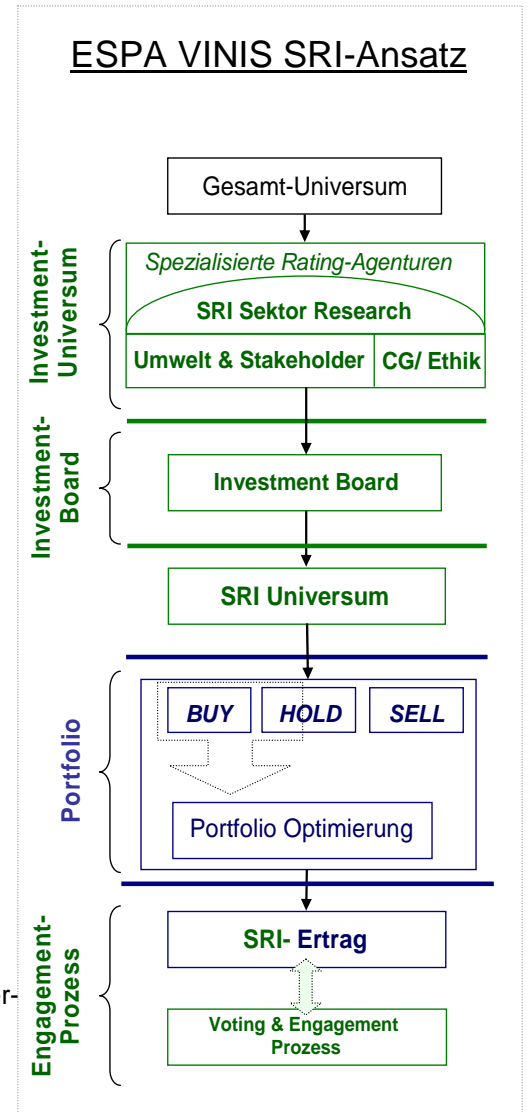 ESPA VINIS SRI-Ansatz
Gesamt-Universum
Investment-
Universum
Spezialisierte Rating-Agenturen
SRI Sektor Research
Umwelt & Stakeholder
CG/ Ethik
Investment-
Board
Investment Board
SRI Universum
Portfolio
BUY
HOLD
SELL
Portfolio Optimierung
Engagement-
Prozess
SRI- Ertrag
er-
Voting & Engagement
Prozess